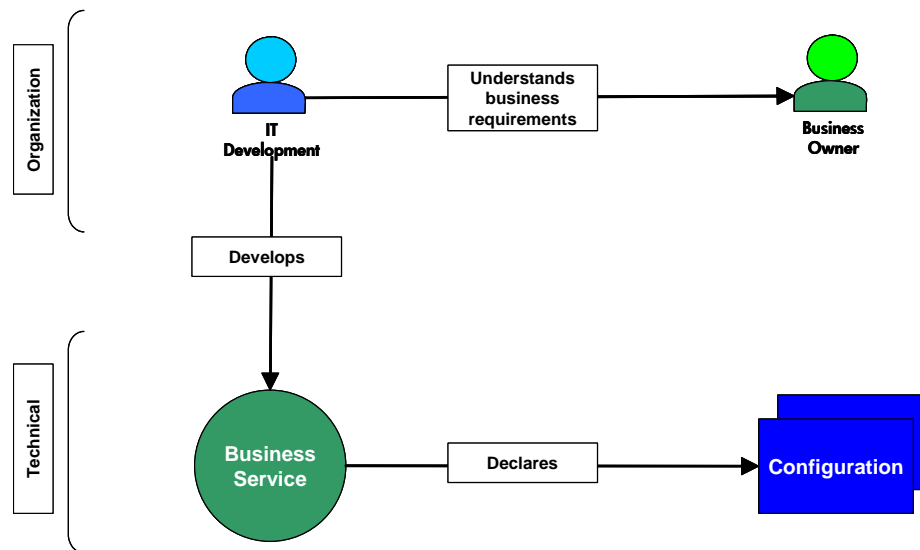 Organization
Understands
business
requirements
IT
Development
Business
Owner
Develops
Technical
Business
Service
Declares
Configuration